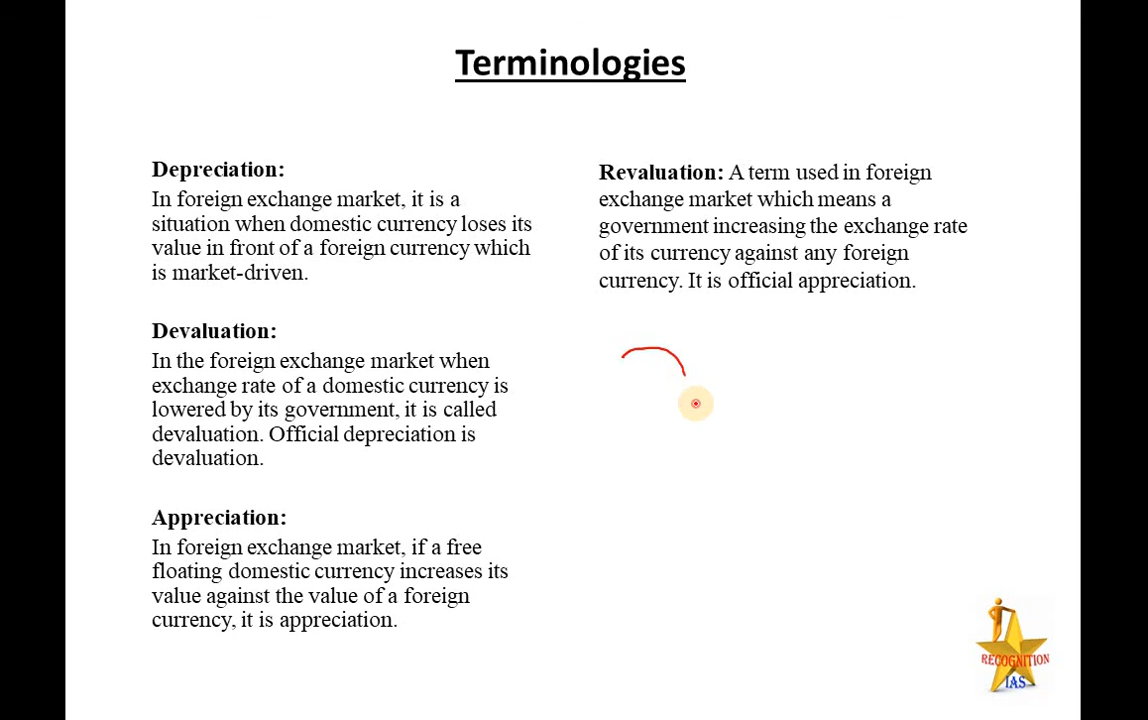 Terminologies
Depreciation:
In foreign exchange market, it is a
situation when domestic currency loses its
value in front of a foreign currency which
is market-driven.
Devaluation:
In the foreign exchange market when
exchange rate of a domestic currency is
lowered by its government, it is called
devaluation. Official depreciation is
devaluation.
Appreciation:
In foreign exchange market, if a free
floating domestic currency increases its
value against the value of a foreign
currency, it is appreciation.
Revaluation: A term used in foreign
exchange market which means a
government increasing the exchange rate
of its currency against any foreign
currency. It is official appreciation.
RECOGNITION
IAS